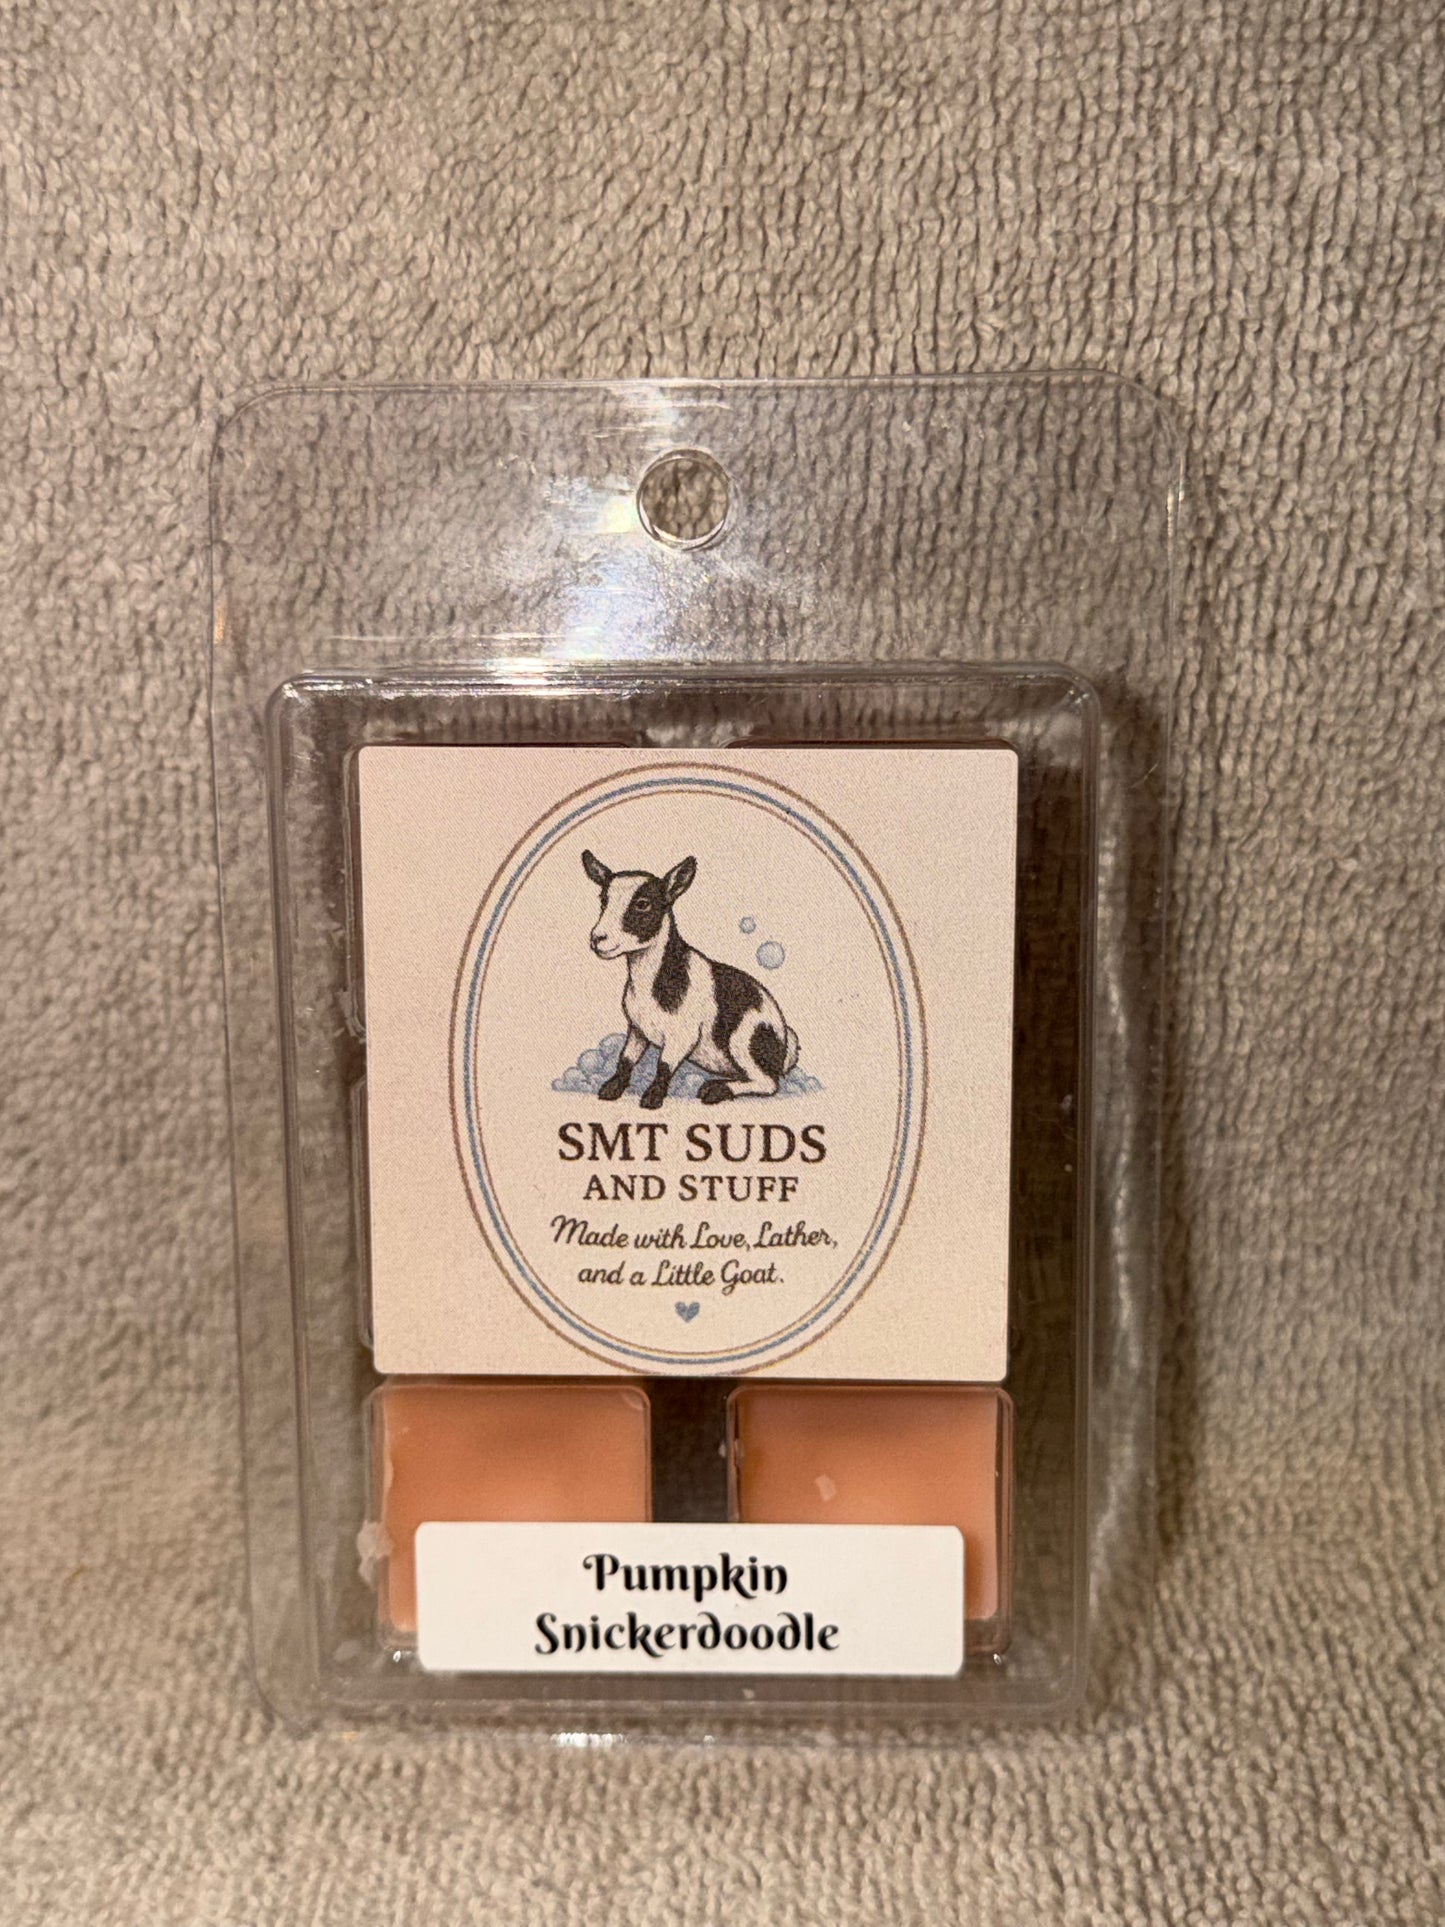 SMT SUDS
AND STUFF
Made with Love, Lather,
and a Little Goat.
Pumpkin
Snickerdoodle